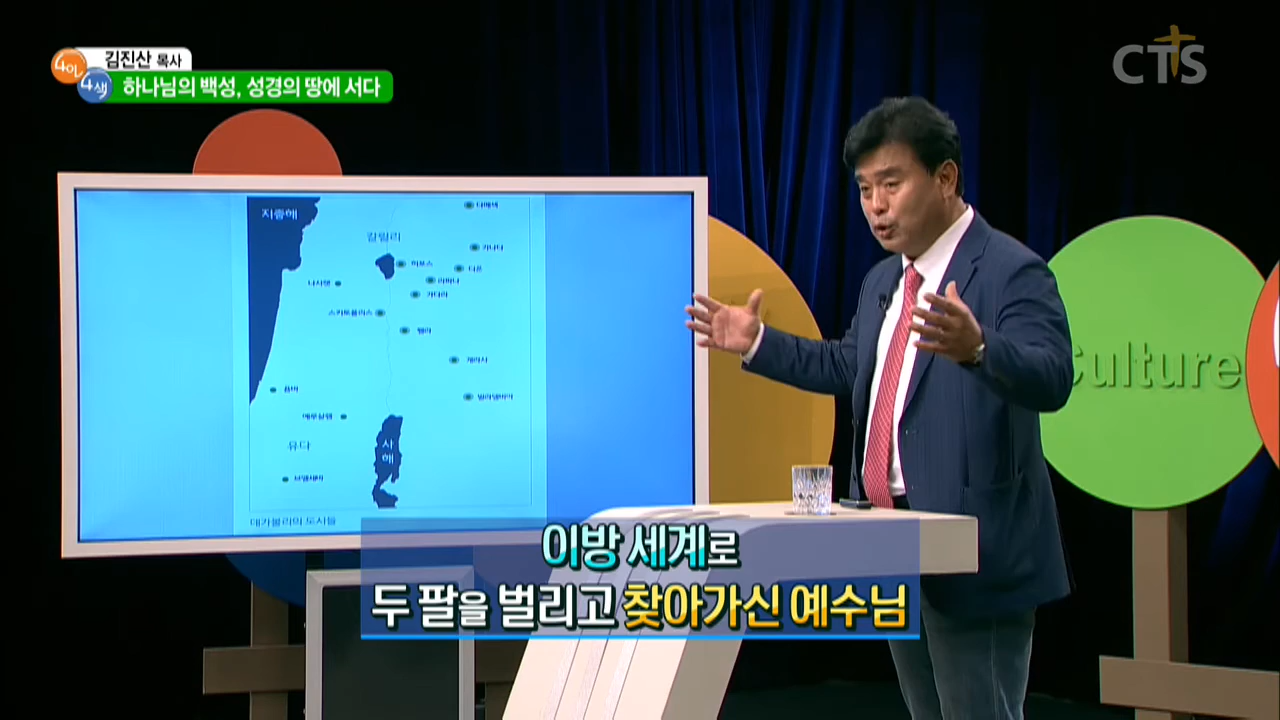 4인
4색
김진산 목사
하나님의 백성, 성경의 땅에 서다
CTS
지중해
다메섹
갈릴리
가나다
히포스
디온
나사렛
라파나
가다라
스키토폴리스
펠라
게라사
욥바
빌라델비아
예루살렘
유다
사
해
브엘세바
데가볼리의 도시들
Culture
이방 세계로
두 팔을 벌리고 찾아가신 예수님